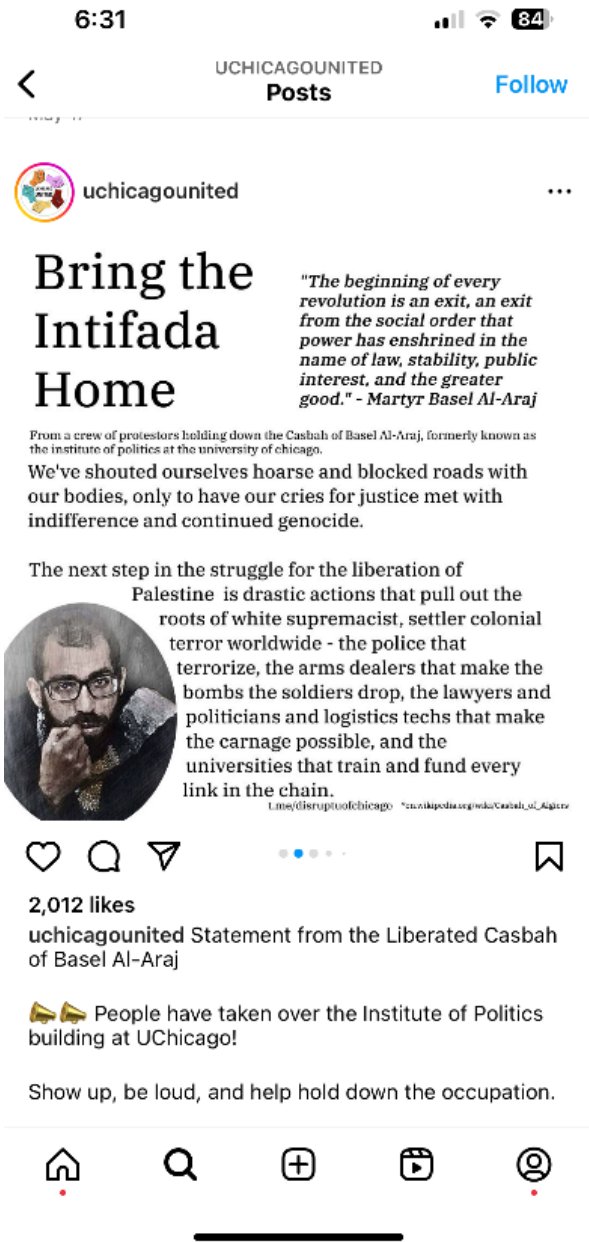 6:31
84
UCHICAGOUNITED
Posts
Follow
uchicagounited
Bring the
Intifada
Home
"The beginning of every
revolution is an exit, an exit
from the social order that
power has enshrined in the
name of law, stability, public
interest, and the greater
good." - Martyr Basel Al-Araj
From a crew of protestors holding down the Casbah of Basel Al-Araj, formerly known as
the institute of politics at the university of chicago.
We've shouted ourselves hoarse and blocked roads with
our bodies, only to have our cries for justice met with
indifference and continued genocide.
The next step in the struggle for the liberation of
Palestine is drastic actions that pull out the
roots of white supremacist, settler colonial
terror worldwide - the police that
terrorize, the arms dealers that make the
bombs the soldiers drop, the lawyers and
politicians and logistics techs that make
the carnage possible, and the
universities that train and fund every
link in the chain.
t.me/disruptuofchicago *en.wikipedia.org/wiki/Casbah_of_Algiers
2,012 likes
uchicagounited Statement from the Liberated Casbah
of Basel Al-Araj
People have taken over the Institute of Politics
building at UChicago!
Show up, be loud, and help hold down the occupation.